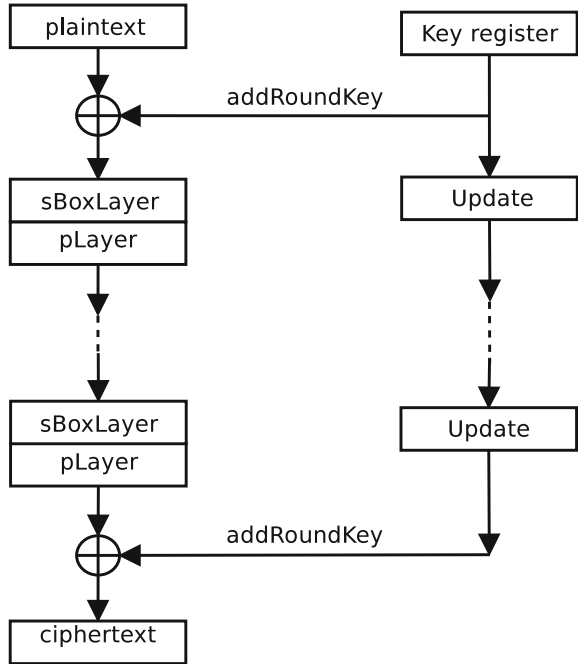 plaintext
Key register
addRoundKey
sBoxLayer
pLayer
Update
sBoxLayer
pLayer
Update
addRoundKey
ciphertext